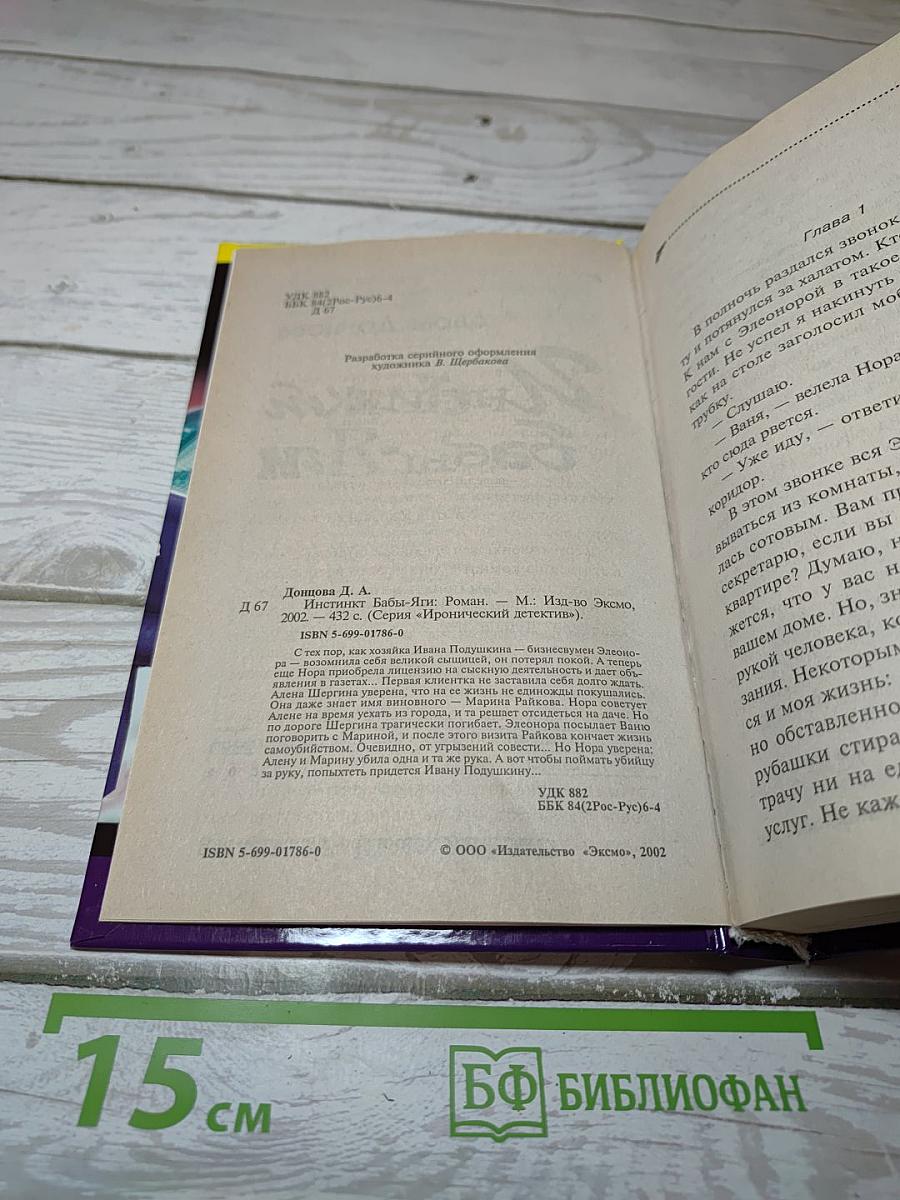 УДК 882
ББК 84(2Рос-Рус)6-4
Д 67
Разработка серийного оформления
художника В. Щербакова
Донцова Д. А.
Д 67 Инстинкт Бабы-Яги: Роман. — М.: Изд-во Эксмо,
2002. — 432 с. (Серия «Иронический детектив»).
ISBN 5-699-01786-0
С тех пор, как хозяйка Ивана Подушкина — бизнесвумен Элеоно-
ра — возомнила себя великой сыщицей, он потерял покой. А теперь
еще Нора приобрела лицензию на сыскную деятельность и дает объ-
явления в газетах... Первая клиентка не заставила себя долго ждать.
Алена Шергина уверена, что на ее жизнь не единожды покушались.
Она даже знает имя виновного — Марина Райкова. Нора советует
Алене на время уехать из города, и та решает отсидеться на даче. Но
по дороге Шергина трагически погибает. Элеонора посылает Ваню
поговорить с Мариной, и после этого визита Райкова кончает жизнь
самоубийством. Очевидно, от угрызений совести... Но Нора уверена:
Алену и Марину убила одна и та же рука. А вот чтобы поймать убийцу
за руку, попыхтеть придется Ивану Подушкину...
УДК 882
ББК 84(2Рос-Рус)6-4
ISBN 5-699-01786-0 © ООО «Издательство «Эксмо», 2002
Глава 1
В полночь раздался звонок
ту и потянулся за халатом. Кт
К нам с Элеонорой в такое
гости. Не успел я накинуть
как на столе заголосил моб
трубку.
— Слушаю.
— Ваня, — велела Нора
кто сюда рвется.
— Уже иду, — ответи
коридор.
В этом звонке вся Э
вываться из комнаты,
лась сотовым. Вам пр
секретарю, если вы
квартире? Думаю, н
жется, что у вас н
вашем доме. Но, зн
рукой человека, ко
зания. Некоторым
ся и моя жизнь:
но обставленно
рубашки стира
трачу ни на е
услуг. Не каж
15 см
БФ БИБЛИОФАН